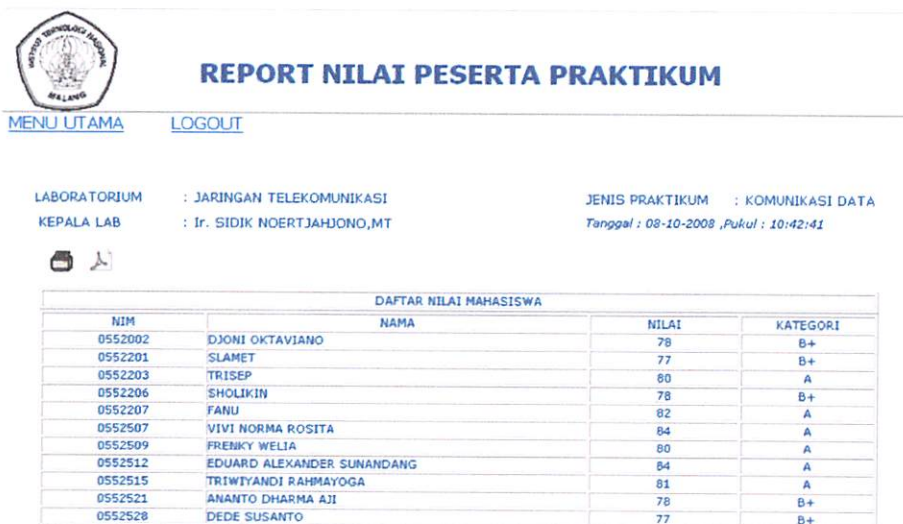 INSTITUT TEKNOLOGI NASIONAL
MALANG
REPORT NILAI PESERTA PRAKTIKUM
MENU UTAMA LOGOUT
LABORATORIUM : JARINGAN TELEKOMUNIKASI JENIS PRAKTIKUM : KOMUNIKASI DATA
KEPALA LAB : Ir. SIDIK NOERTJAHJONO,MT Tanggal : 08-10-2008 ,Pukul : 10:42:41
DAFTAR NILAI MAHASISWA
NIM NAMA NILAI KATEGORI
0552002 DJONI OKTAVIANO 78 B+
0552201 SLAMET 77 B+
0552203 TRISEP 80 A
0552206 SHOLIKIN 78 B+
0552207 FANU 82 A
0552507 VIVI NORMA ROSITA 84 A
0552509 FRENKY WELIA 80 A
0552512 EDUARD ALEXANDER SUNANDANG 84 A
0552515 TRIWIYANDI RAHMAYOGA 81 A
0552521 ANANTO DHARMA AJI 78 B+
0552528 DEDE SUSANTO 77 B+